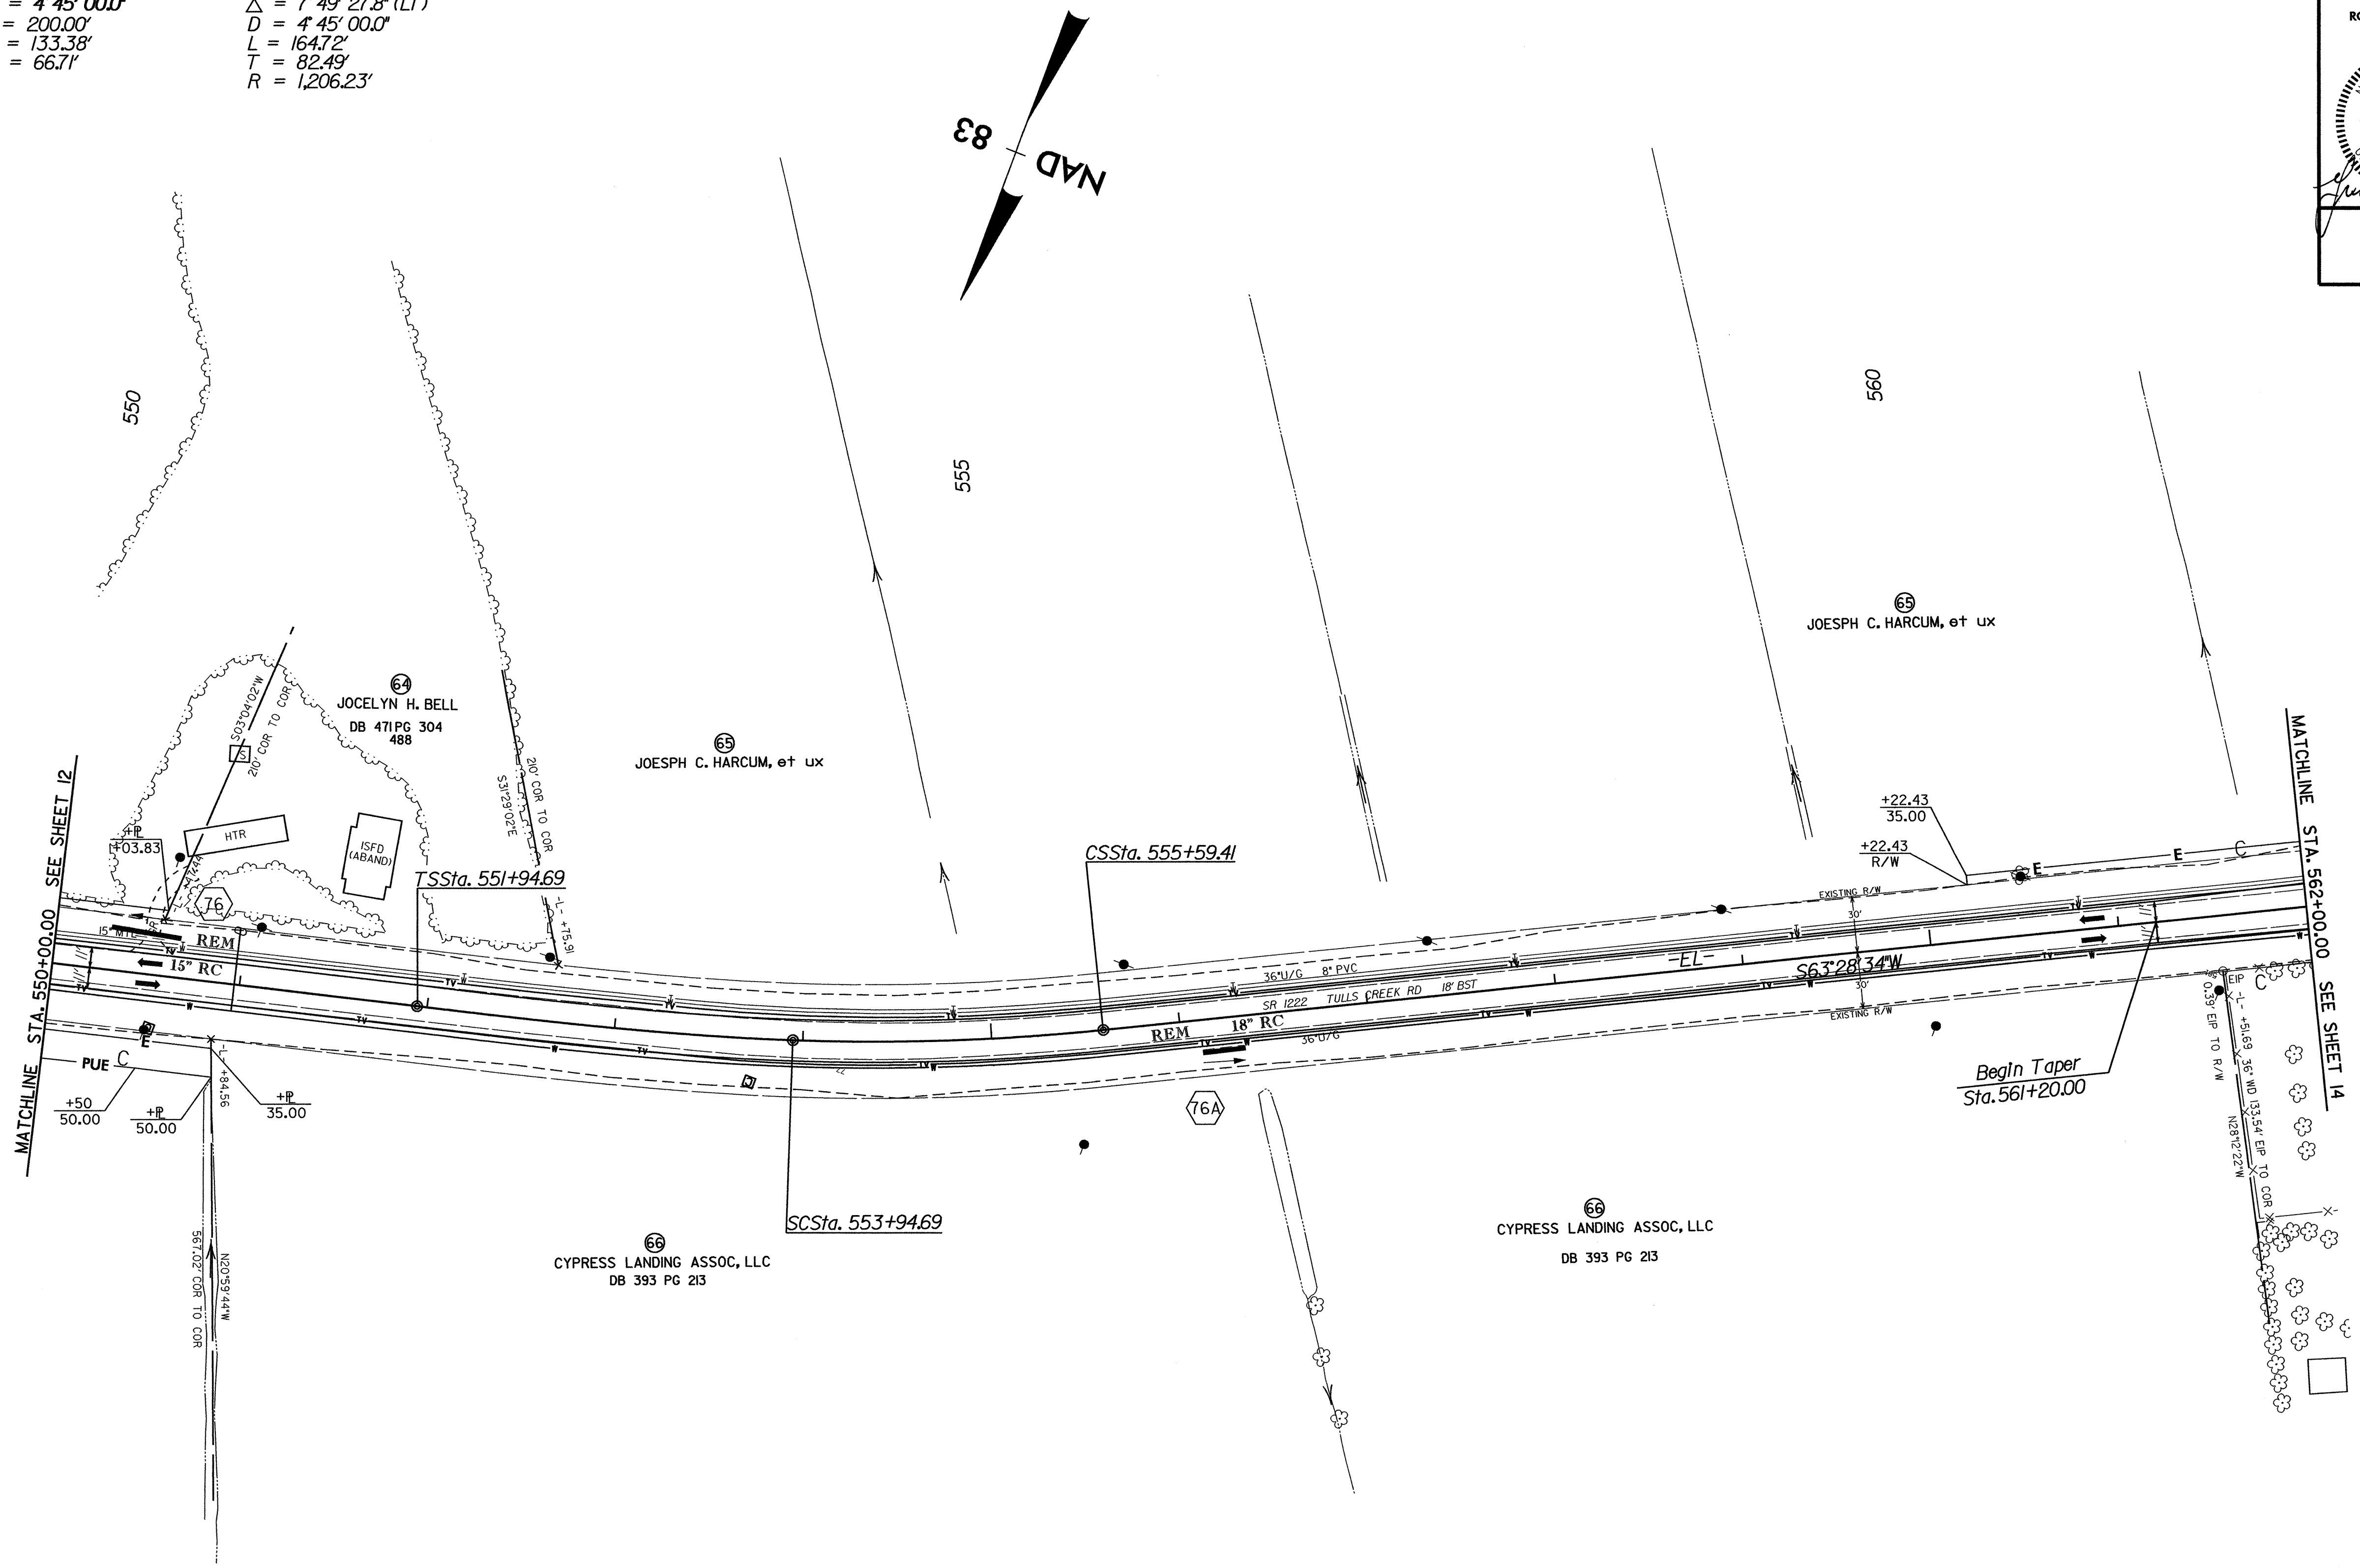 = 4°45' 00.0"
= 200.00'
= 133.38'
= 66.71'
△ = 7° 49' 27.8" (LT)
D = 4°45' 00.0"
L = 164.72'
T = 82.49'
R = 1,206.23'
NAD
83
550
555
560
64
JOCELYN H. BELL
DB 471 PG 304
488
65
JOESPH C. HARCUM, et ux
65
JOESPH C. HARCUM, et ux
S03°04'02"W
210' COR TO COR
S
HTR
ISFD
(ABAND)
210' COR TO COR
S31°29'02"E
-L- +75.91
MATCHLINE STA. 550+00.00 SEE SHEET 12
MATCHLINE STA. 562+00.00 SEE SHEET 14
+PL
+03.83
76
TSSta. 551+94.69
CSSta. 555+59.41
SCSta. 553+94.69
+22.43
35.00
+22.43
R/W
E
E
C
EXISTING R/W
30'
30'
EXISTING R/W
15" MTL
REM
15" RC
36" U/G 8" PVC
SR 1222 TULLS CREEK RD 18' BST
-EL-
S63°28'34"W
REM 18" RC
36" U/G
76A
PUE C
E
+50
50.00
+PL
50.00
+PL
35.00
-L- +84.56
567.02' COR TO COR
N20°59'44"W
66
CYPRESS LANDING ASSOC, LLC
DB 393 PG 213
66
CYPRESS LANDING ASSOC, LLC
DB 393 PG 213
Begin Taper
Sta. 561+20.00
EIP
C
0.39' EIP TO R/W
-L- +51.69
36" WD
133.54' EIP TO COR
N28°12'22"W